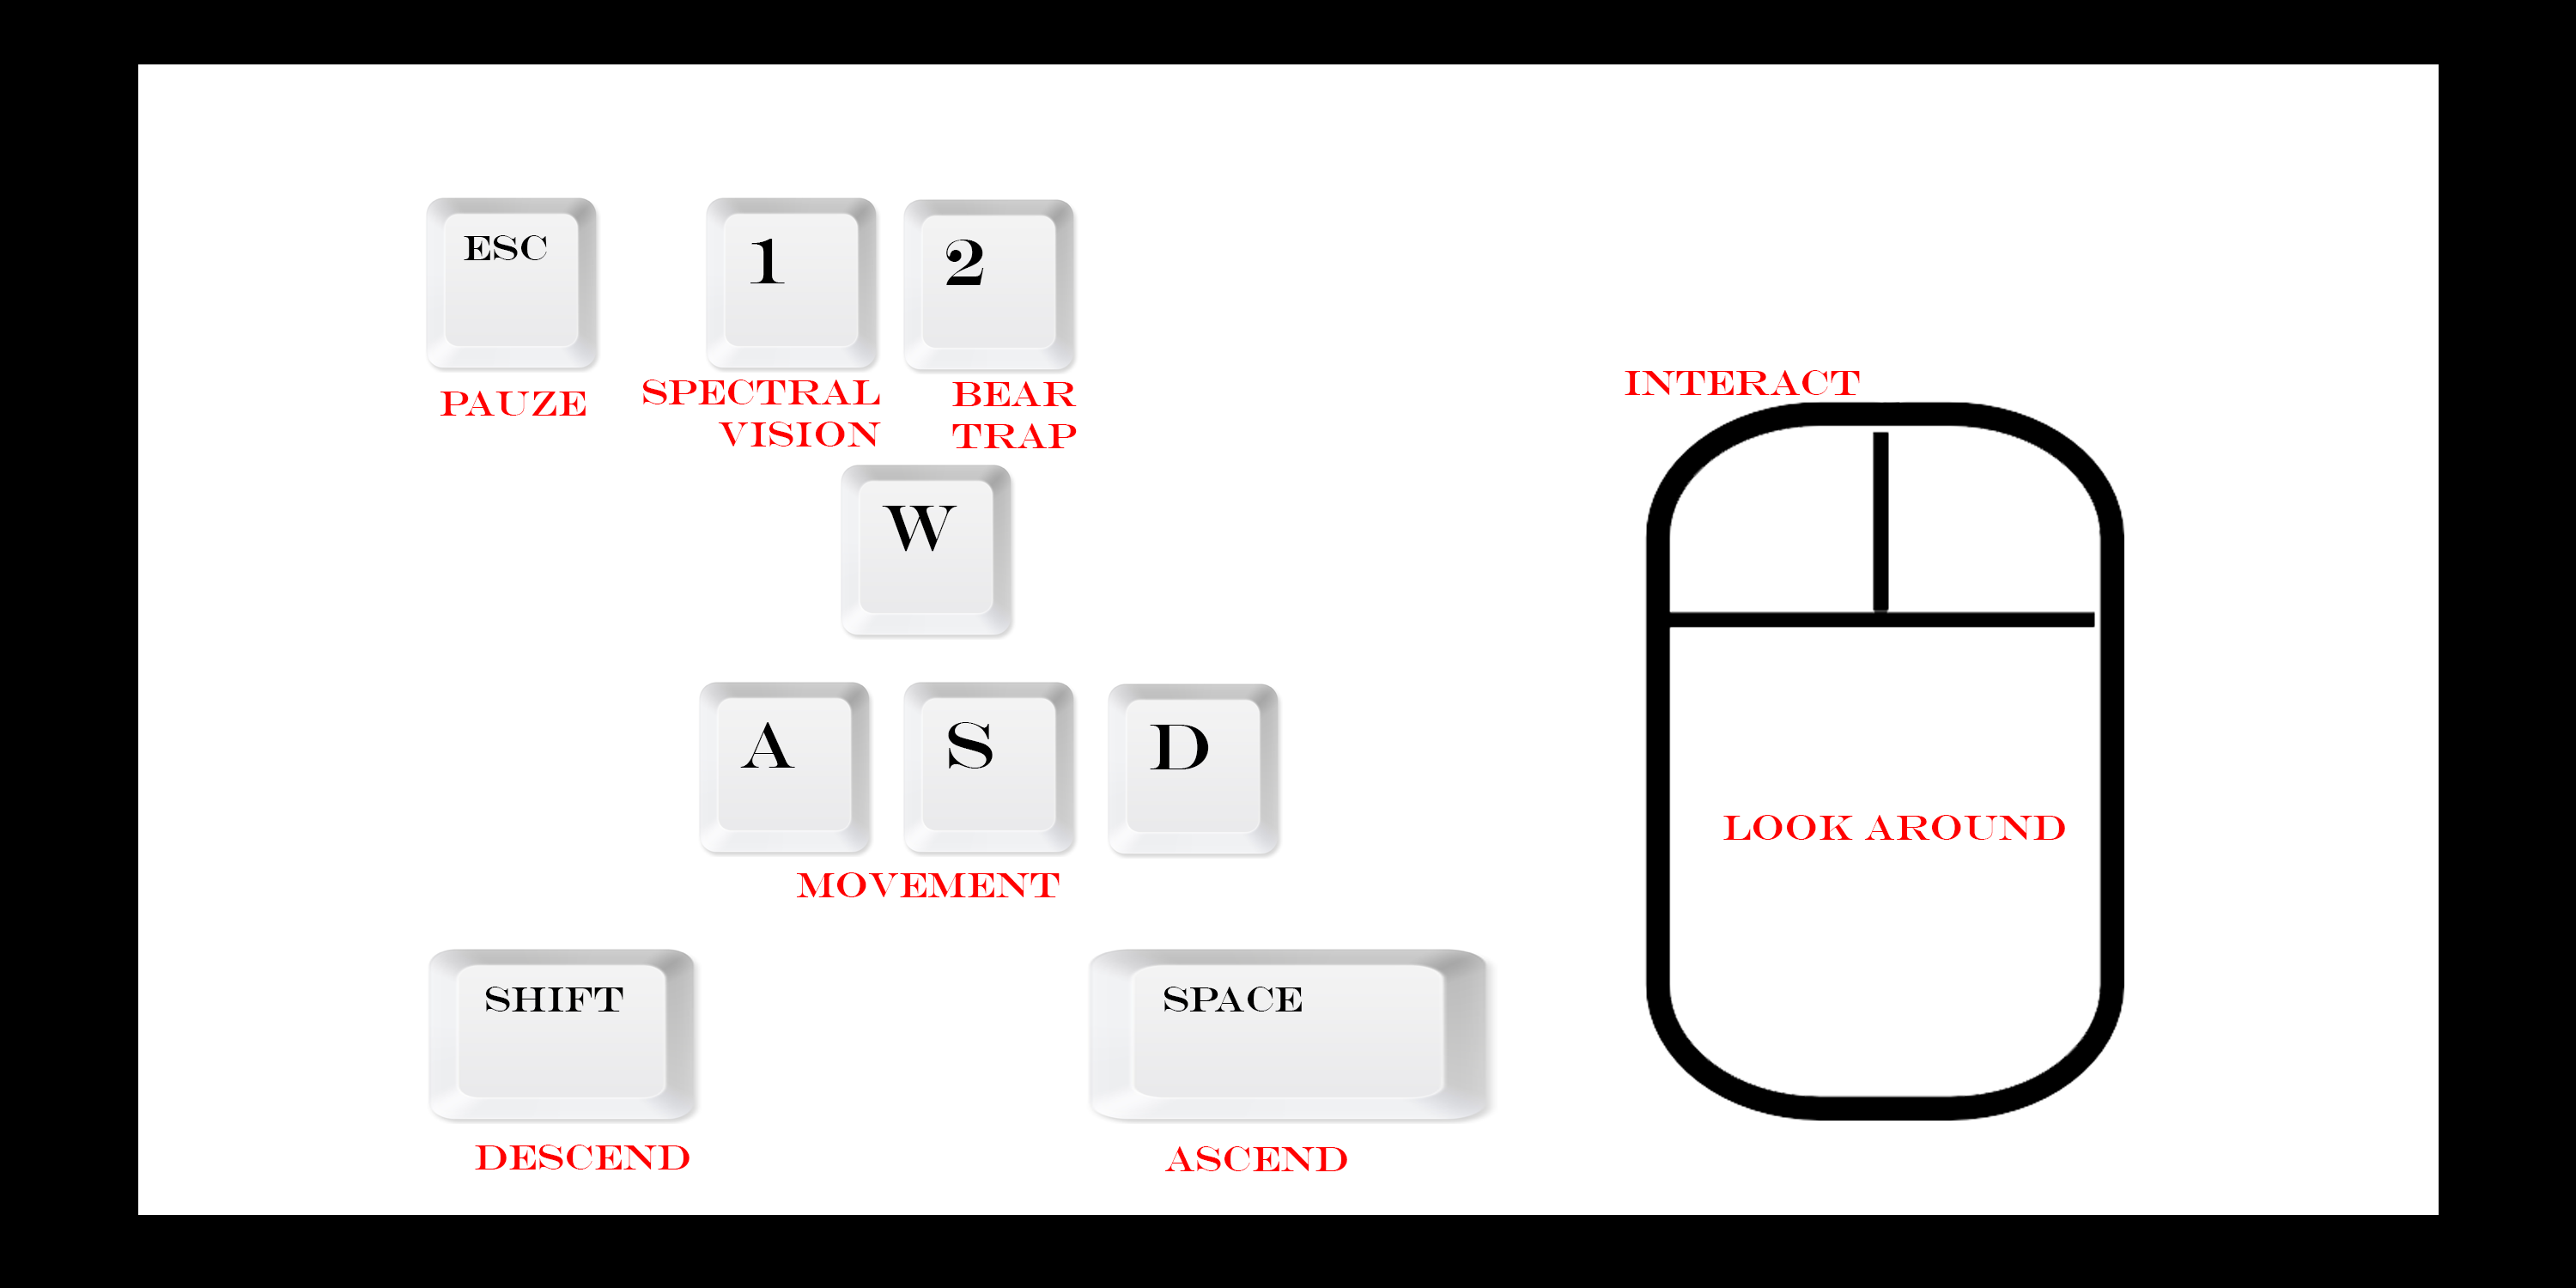 ESC
1
2
PAUZE
SPECTRAL
VISION
BEAR
TRAP
W
A
S
D
MOVEMENT
SHIFT
SPACE
DESCEND
ASCEND
INTERACT
LOOK AROUND